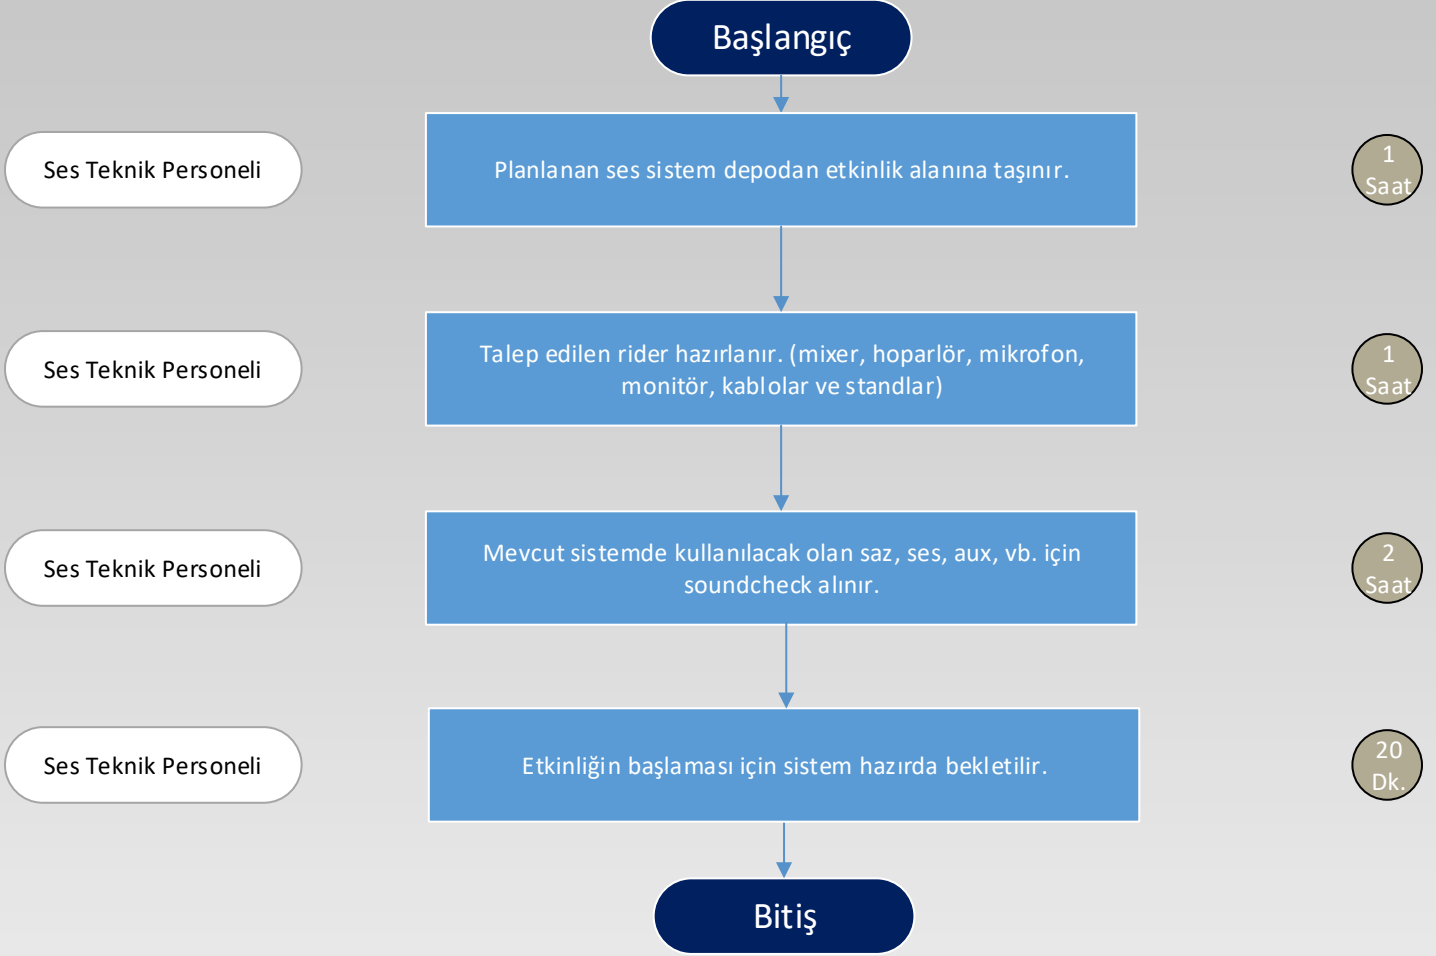 Başlangıç
Ses Teknik Personeli
Planlanan ses sistem depodan etkinlik alanına taşınır.
1
Saat
Ses Teknik Personeli
Talep edilen rider hazırlanır. (mixer, hoparlör, mikrofon,
monitör, kablolar ve standlar)
1
Saat
Ses Teknik Personeli
Mevcut sistemde kullanılacak olan saz, ses, aux, vb. için
soundcheck alınır.
2
Saat
Ses Teknik Personeli
Etkinliğin başlaması için sistem hazırda bekletilir.
20
Dk.
Bitiş